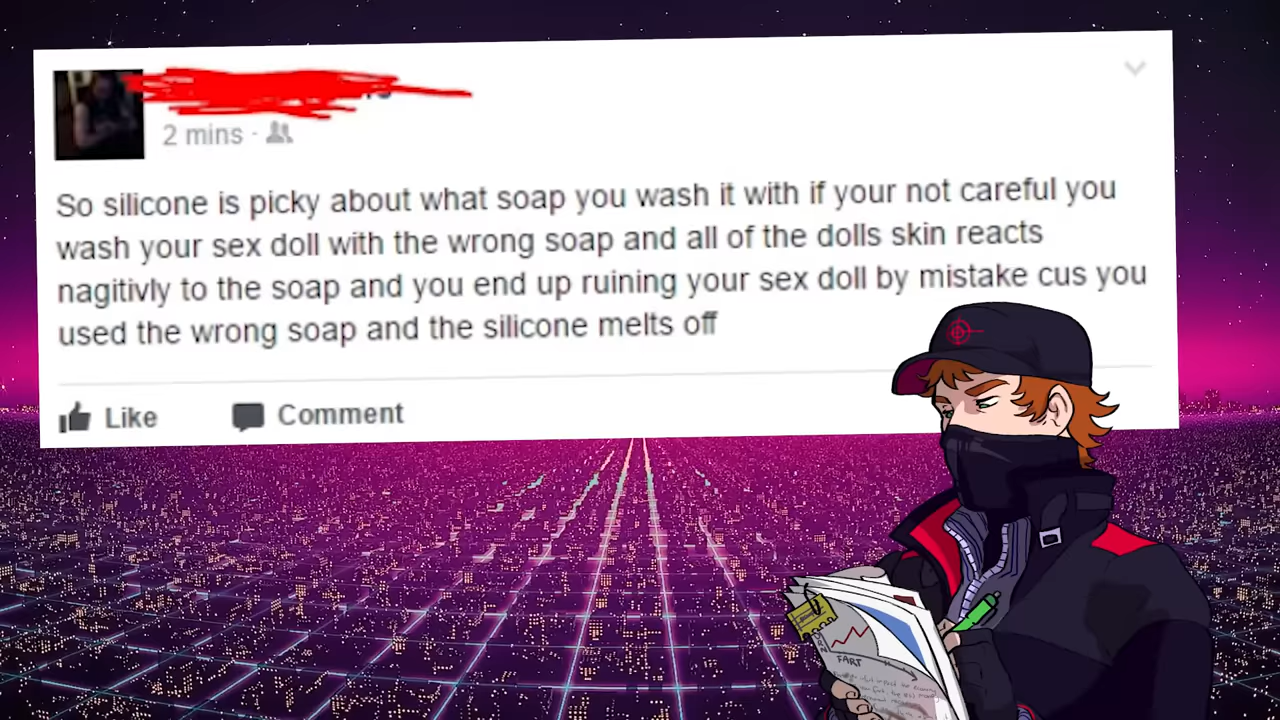 2 mins ·
So silicone is picky about what soap you wash it with if your not careful you
wash your sex doll with the wrong soap and all of the dolls skin reacts
nagitivly to the soap and you end up ruining your sex doll by mistake cus you
used the wrong soap and the silicone melts off
Like Comment
FART